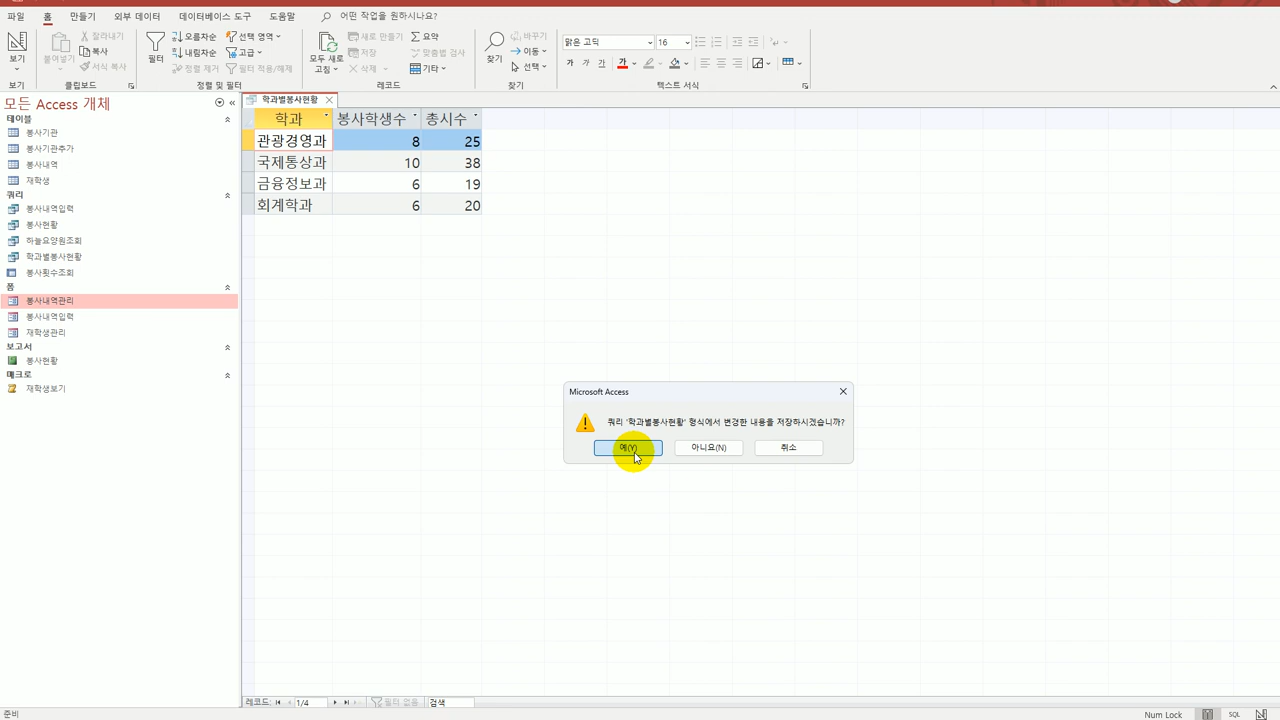 파일 홈 만들기 외부 데이터 데이터베이스 도구 도움말 어떤 작업을 원하시나요?
보기
보기
붙여넣기
잘라내기
복사
서식 복사
클립보드
필터
오름차순
내림차순
정렬 제거
선택 영역
고급
필터 적용/해제
정렬 및 필터
모두 새로 고침
새로 만들기
저장
삭제
요약
맞춤법 검사
기타
레코드
찾기
바꾸기
이동
선택
찾기
맑은 고딕 16
가 가 가 가
텍스트 서식
모든 Access 개체
테이블
봉사기관
봉사기관추가
봉사내역
재학생
쿼리
봉사내역입력
봉사현황
하늘요양원조회
학과별봉사현황
봉사횟수조회
폼
봉사내역관리
봉사내역입력
재학생관리
보고서
봉사현황
매크로
재학생보기
학과별봉사현황
학과 봉사학생수 총시수
관광경영과 8 25
국제통상과 10 38
금융정보과 6 19
회계학과 6 20
Microsoft Access
쿼리 '학과별봉사현황' 형식에서 변경한 내용을 저장하시겠습니까?
예(Y) 아니요(N) 취소
레코드: 1/4 필터 없음 검색
준비 Num Lock SQL